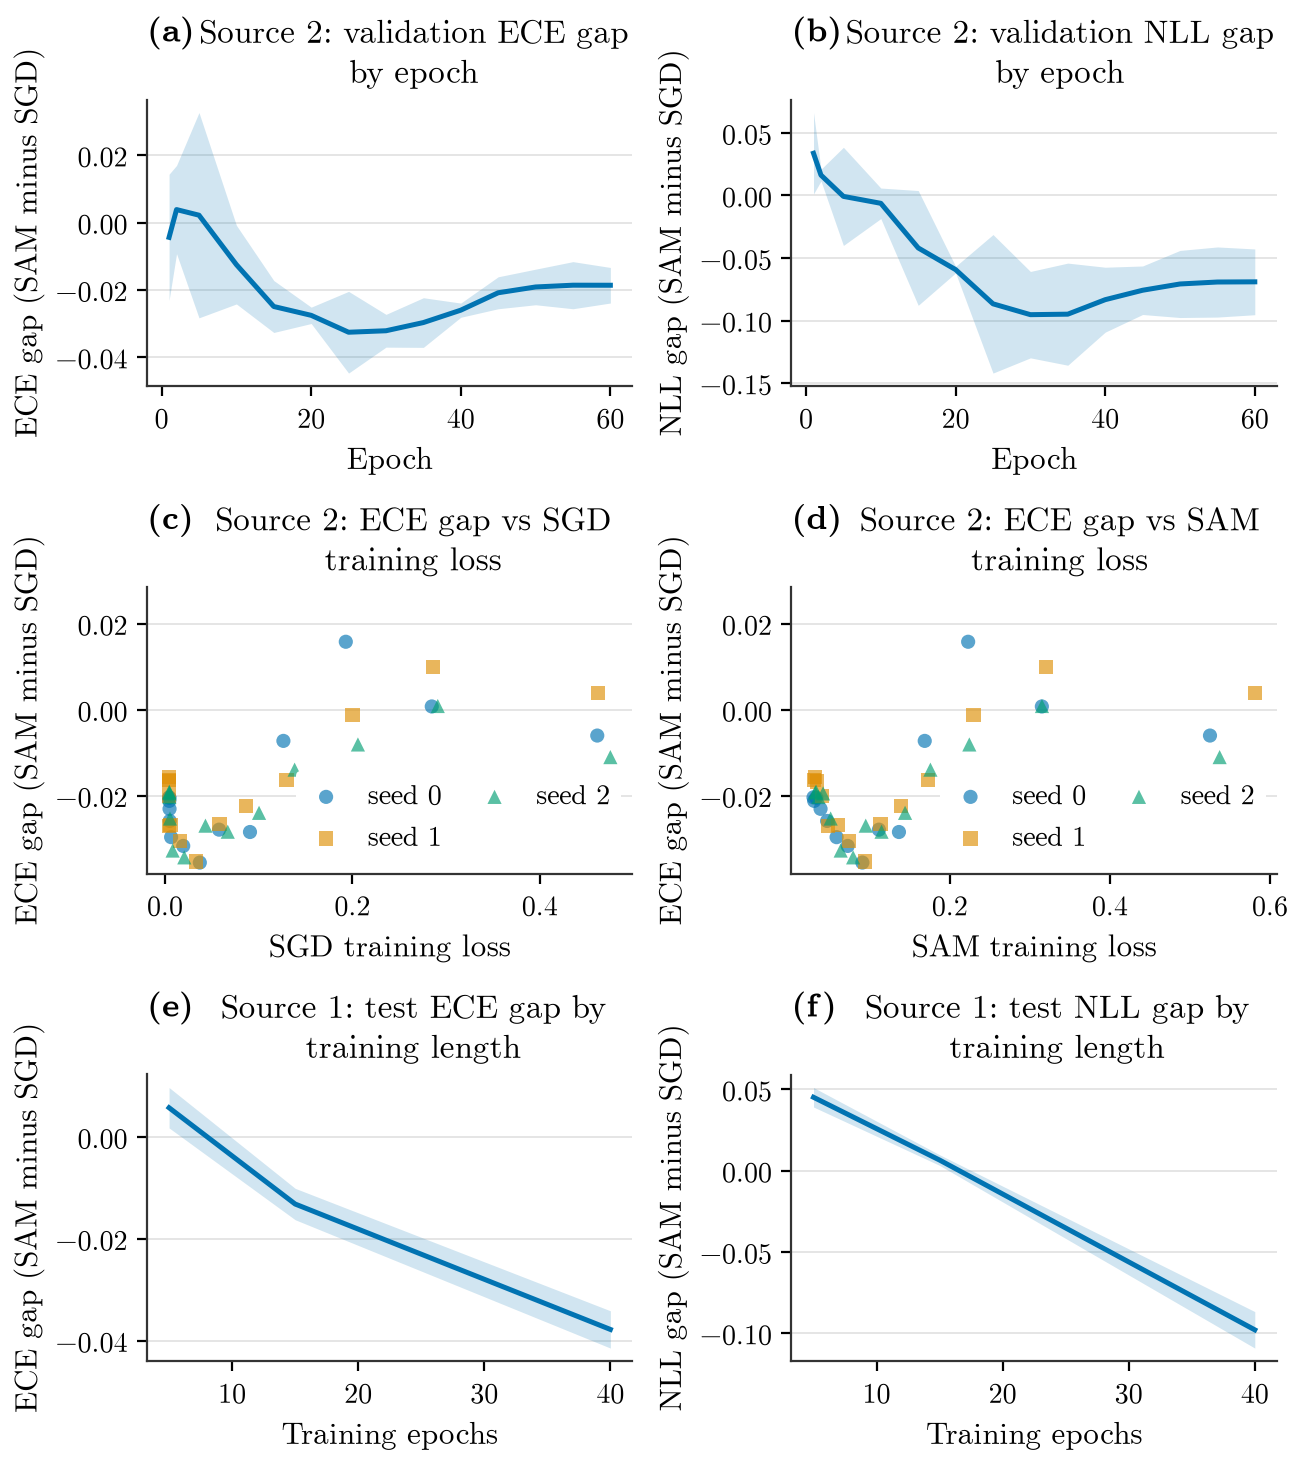 (a) Source 2: validation ECE gap
by epoch
ECE gap (SAM minus SGD)
0.02
0.00
−0.02
−0.04
0
20
40
60
Epoch
(b) Source 2: validation NLL gap
by epoch
NLL gap (SAM minus SGD)
0.05
0.00
−0.05
−0.10
−0.15
0
20
40
60
Epoch
(c) Source 2: ECE gap vs SGD
training loss
ECE gap (SAM minus SGD)
0.02
0.00
−0.02
seed 0
seed 2
seed 1
0.0
0.2
0.4
SGD training loss
(d) Source 2: ECE gap vs SAM
training loss
ECE gap (SAM minus SGD)
0.02
0.00
−0.02
seed 0
seed 2
seed 1
0.2
0.4
0.6
SAM training loss
(e) Source 1: test ECE gap by
training length
ECE gap (SAM minus SGD)
0.00
−0.02
−0.04
10
20
30
40
Training epochs
(f) Source 1: test NLL gap by
training length
NLL gap (SAM minus SGD)
0.05
0.00
−0.05
−0.10
10
20
30
40
Training epochs